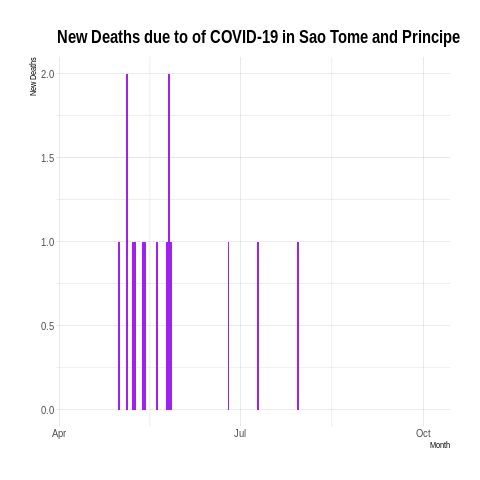 New Deaths due to of COVID-19 in Sao Tome and Principe
New Deaths
2.0
1.5
1.0
0.5
0.0
Apr
Jul
Oct
Month